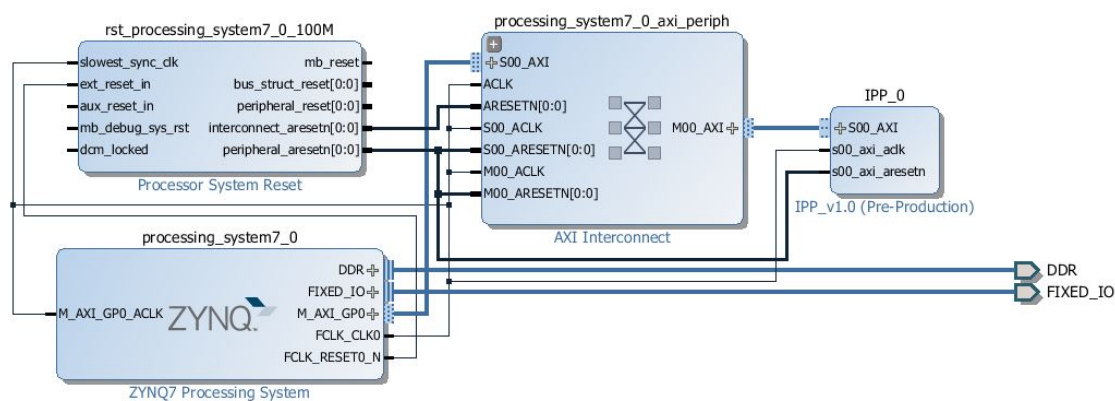 rst_processing_system7_0_100M
slowest_sync_clk
ext_reset_in
aux_reset_in
mb_debug_sys_rst
dcm_locked
mb_reset
bus_struct_reset[0:0]
peripheral_reset[0:0]
interconnect_aresetn[0:0]
peripheral_aresetn[0:0]
Processor System Reset
processing_system7_0_axi_periph
S00_AXI
ACLK
ARESETN[0:0]
S00_ACLK
S00_ARESETN[0:0]
M00_ACLK
M00_ARESETN[0:0]
M00_AXI
AXI Interconnect
IPP_0
S00_AXI
s00_axi_aclk
s00_axi_aresetn
IPP_v1.0 (Pre-Production)
processing_system7_0
M_AXI_GP0_ACLK
ZYNQ
DDR
FIXED_IO
M_AXI_GP0
FCLK_CLK0
FCLK_RESET0_N
ZYNQ7 Processing System
DDR
FIXED_IO